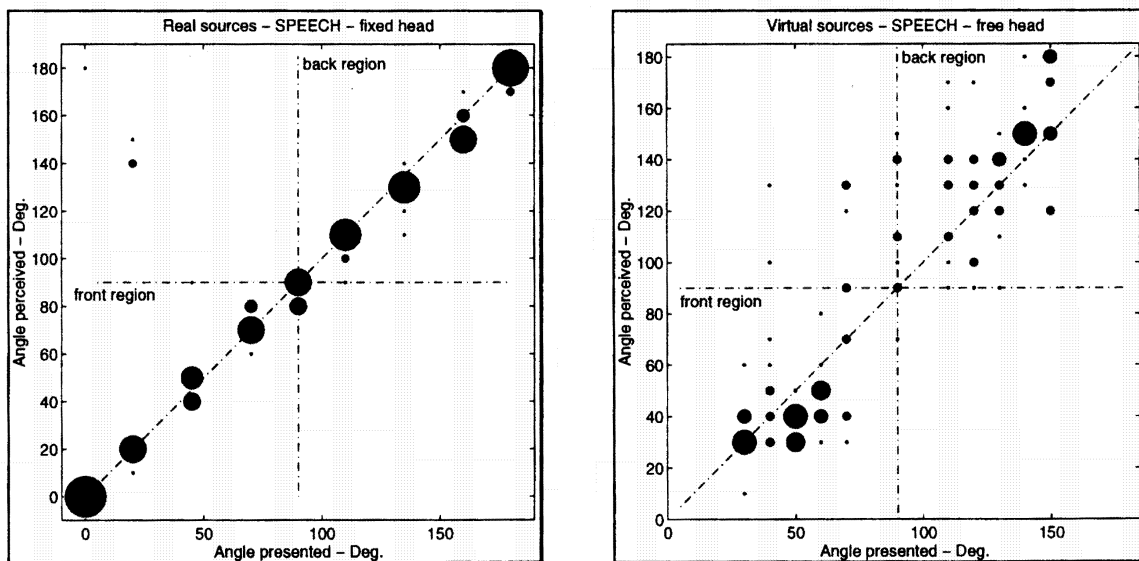 Real sources – SPEECH – fixed head
180
160
140
120
100
80
60
40
20
0
Angle perceived – Deg.
back region
front region
0
50
100
150
Angle presented – Deg.
Virtual sources – SPEECH – free head
180
160
140
120
100
80
60
40
20
0
Angle perceived – Deg.
back region
front region
50
100
150
Angle presented – Deg.